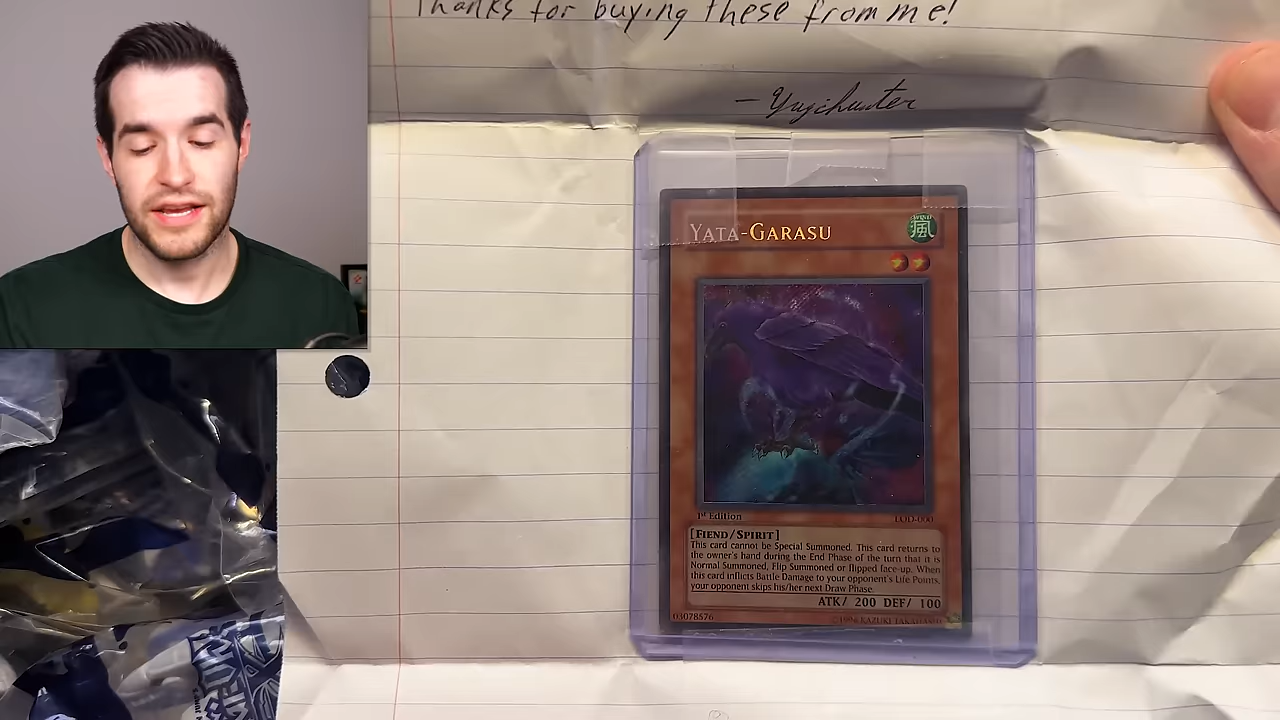 Thanks for buying these from me!
- Yugihunter
YATA-GARASU
WIND
風
1st Edition
LOD-000
[FIEND/SPIRIT]
This card cannot be Special Summoned. This card returns to
the owner's hand during the End Phase of the turn that it is
Normal Summoned, Flip Summoned or flipped face-up. When
this card inflicts Battle Damage to your opponent's Life Points,
your opponent skips his/her next Draw Phase.
ATK/ 200 DEF/ 100
03078576
©1996 KAZUKI TAKAHASHI